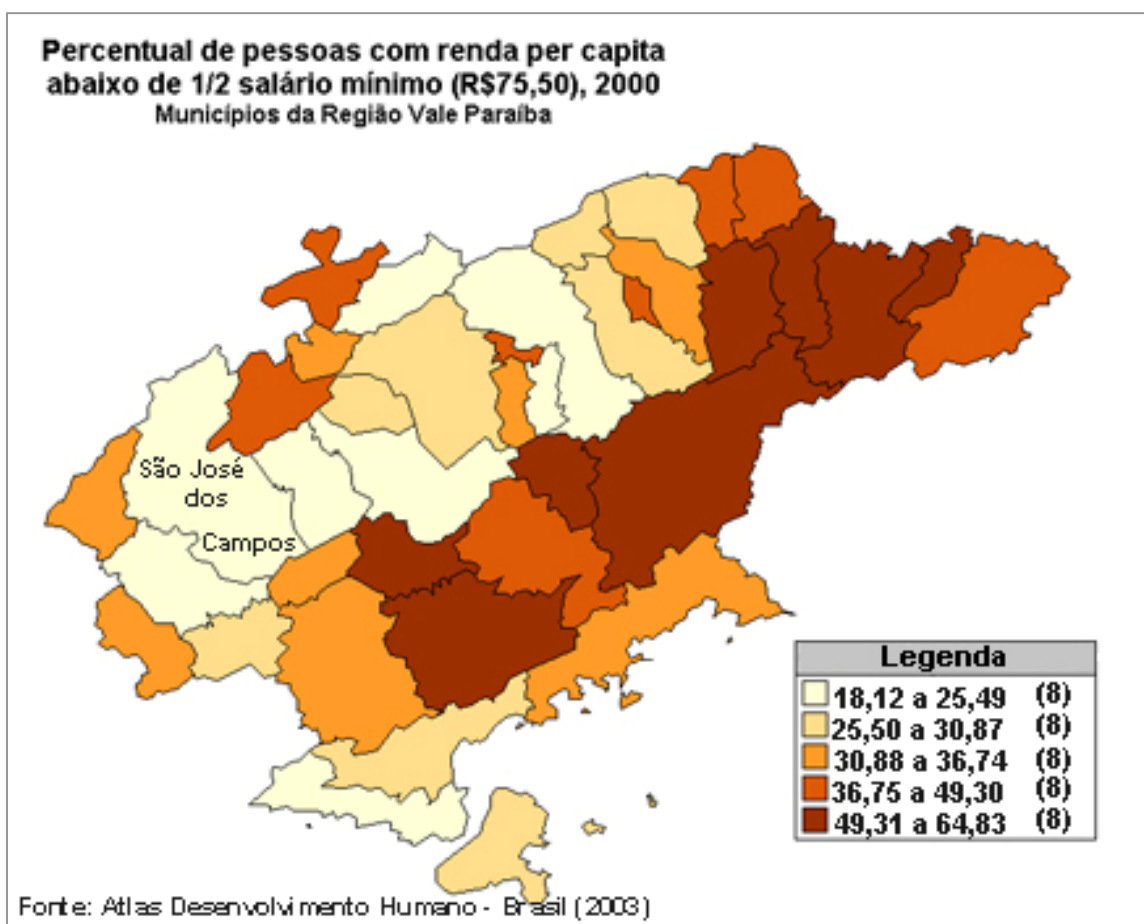 Percentual de pessoas com renda per capita
abaixo de 1/2 salário mínimo (R$75,50), 2000
Municípios da Região Vale Paraíba
São José
dos
Campos
Legenda
18,12 a 25,49 (8)
25,50 a 30,87 (8)
30,88 a 36,74 (8)
36,75 a 49,30 (8)
49,31 a 64,83 (8)
Fonte: Atlas Desenvolvimento Humano - Brasil (2003)